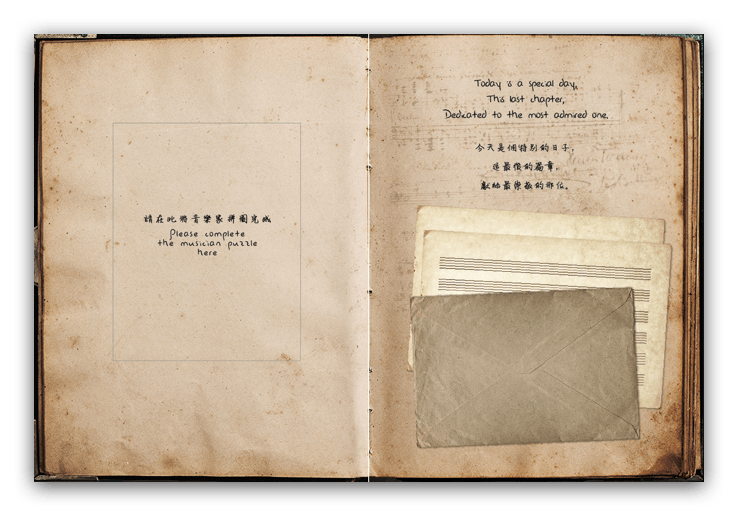 請在此將音樂家拼圖完成
Please complete
the musician puzzle
here
Today is a special day,
This last chapter,
Dedicated to the most admired one.
今天是個特別的日子,
這最後的篇章,
獻給最崇敬的那位。